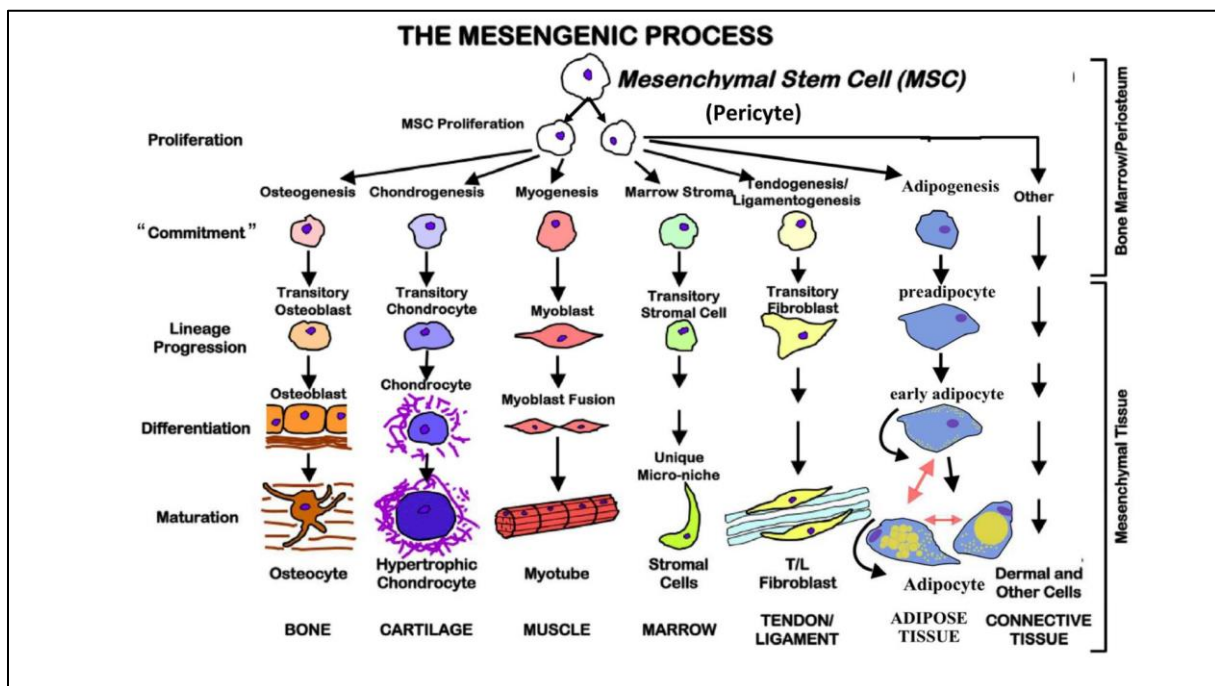 THE MESENGENIC PROCESS
Mesenchymal Stem Cell (MSC)
(Pericyte)
MSC Proliferation
Proliferation
Osteogenesis
Chondrogenesis
Myogenesis
Marrow Stroma
Tendogenesis/
Ligamentogenesis
Adipogenesis
Other
"Commitment"
Bone Marrow/Periosteum
Transitory
Osteoblast
Transitory
Chondrocyte
Myoblast
Transitory
Stromal Cell
Transitory
Fibroblast
preadipocyte
Lineage
Progression
Osteoblast
Chondrocyte
Myoblast Fusion
early adipocyte
Differentiation
Unique
Micro-niche
Mesenchymal Tissue
Maturation
Osteocyte
Hypertrophic
Chondrocyte
Myotube
Stromal
Cells
T/L
Fibroblast
Adipocyte
Dermal and
Other Cells
BONE
CARTILAGE
MUSCLE
MARROW
TENDON/
LIGAMENT
ADIPOSE
TISSUE
CONNECTIVE
TISSUE